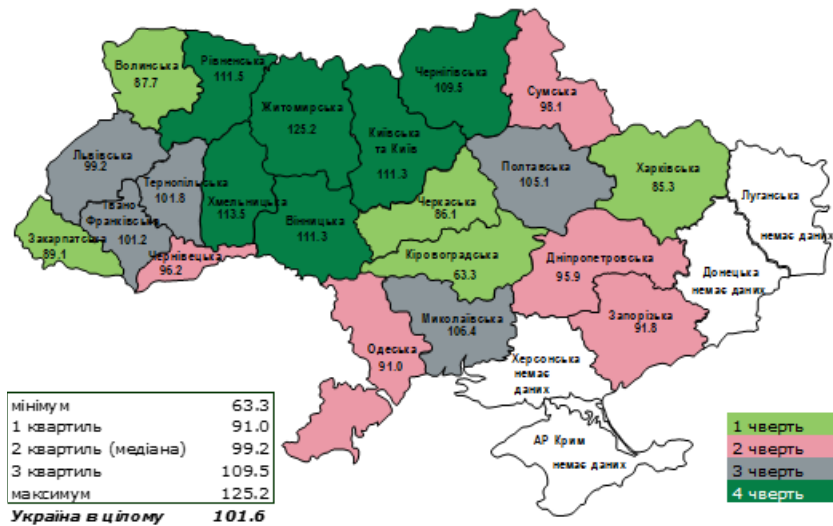 Волинська
87.7
Рівненська
111.5
Житомирська
125.2
Київська
та Київ
111.3
Чернігівська
109.5
Сумська
98.1
Львівська
99.2
Тернопільська
101.8
Хмельницька
113.5
Вінницька
111.3
Івано
Франківська
101.2
Закарпатська
89.1
Чернівецька
96.2
Черкаська
86.1
Полтавська
105.1
Харківська
85.3
Луганська
немає даних
Кіровоградська
63.3
Дніпропетровська
95.9
Донецька
немає даних
Запорізька
91.8
Миколаївська
106.4
Одеська
91.0
Херсонська
немає
даних
АР Крим
немає даних
мінімум 63.3
1 квартиль 91.0
2 квартиль (медіана) 99.2
3 квартиль 109.5
максимум 125.2
Україна в цілому 101.6
1 чверть
2 чверть
3 чверть
4 чверть